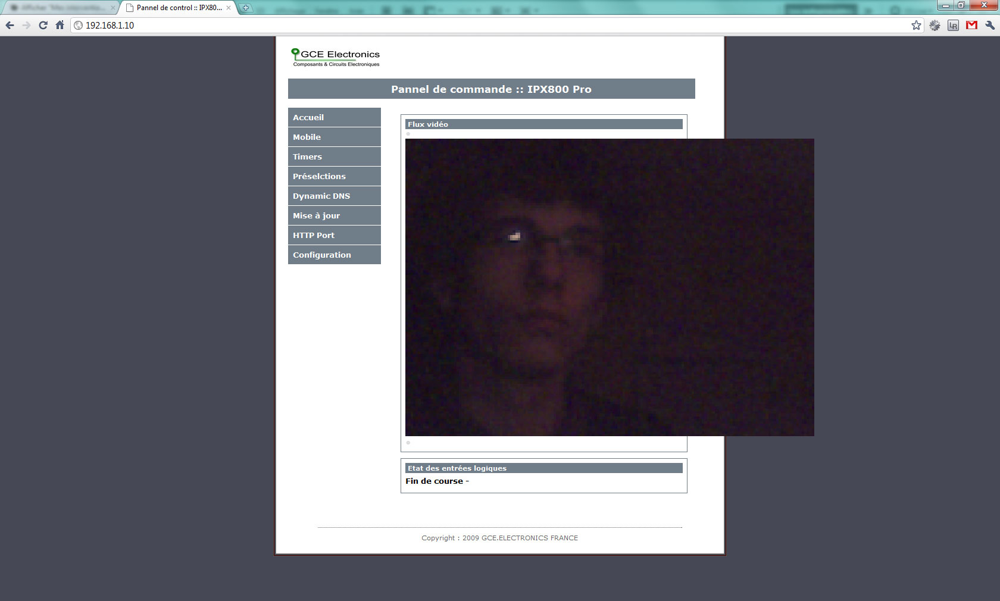 Pannel de control :: IPX80...
192.168.1.10
GCE Electronics
Composants & Circuits Electroniques
Pannel de commande :: IPX800 Pro
Accueil
Mobile
Timers
Préselctions
Dynamic DNS
Mise à jour
HTTP Port
Configuration
Flux vidéo
Etat des entrées logiques
Fin de course -
Copyright : 2009 GCE.ELECTRONICS FRANCE